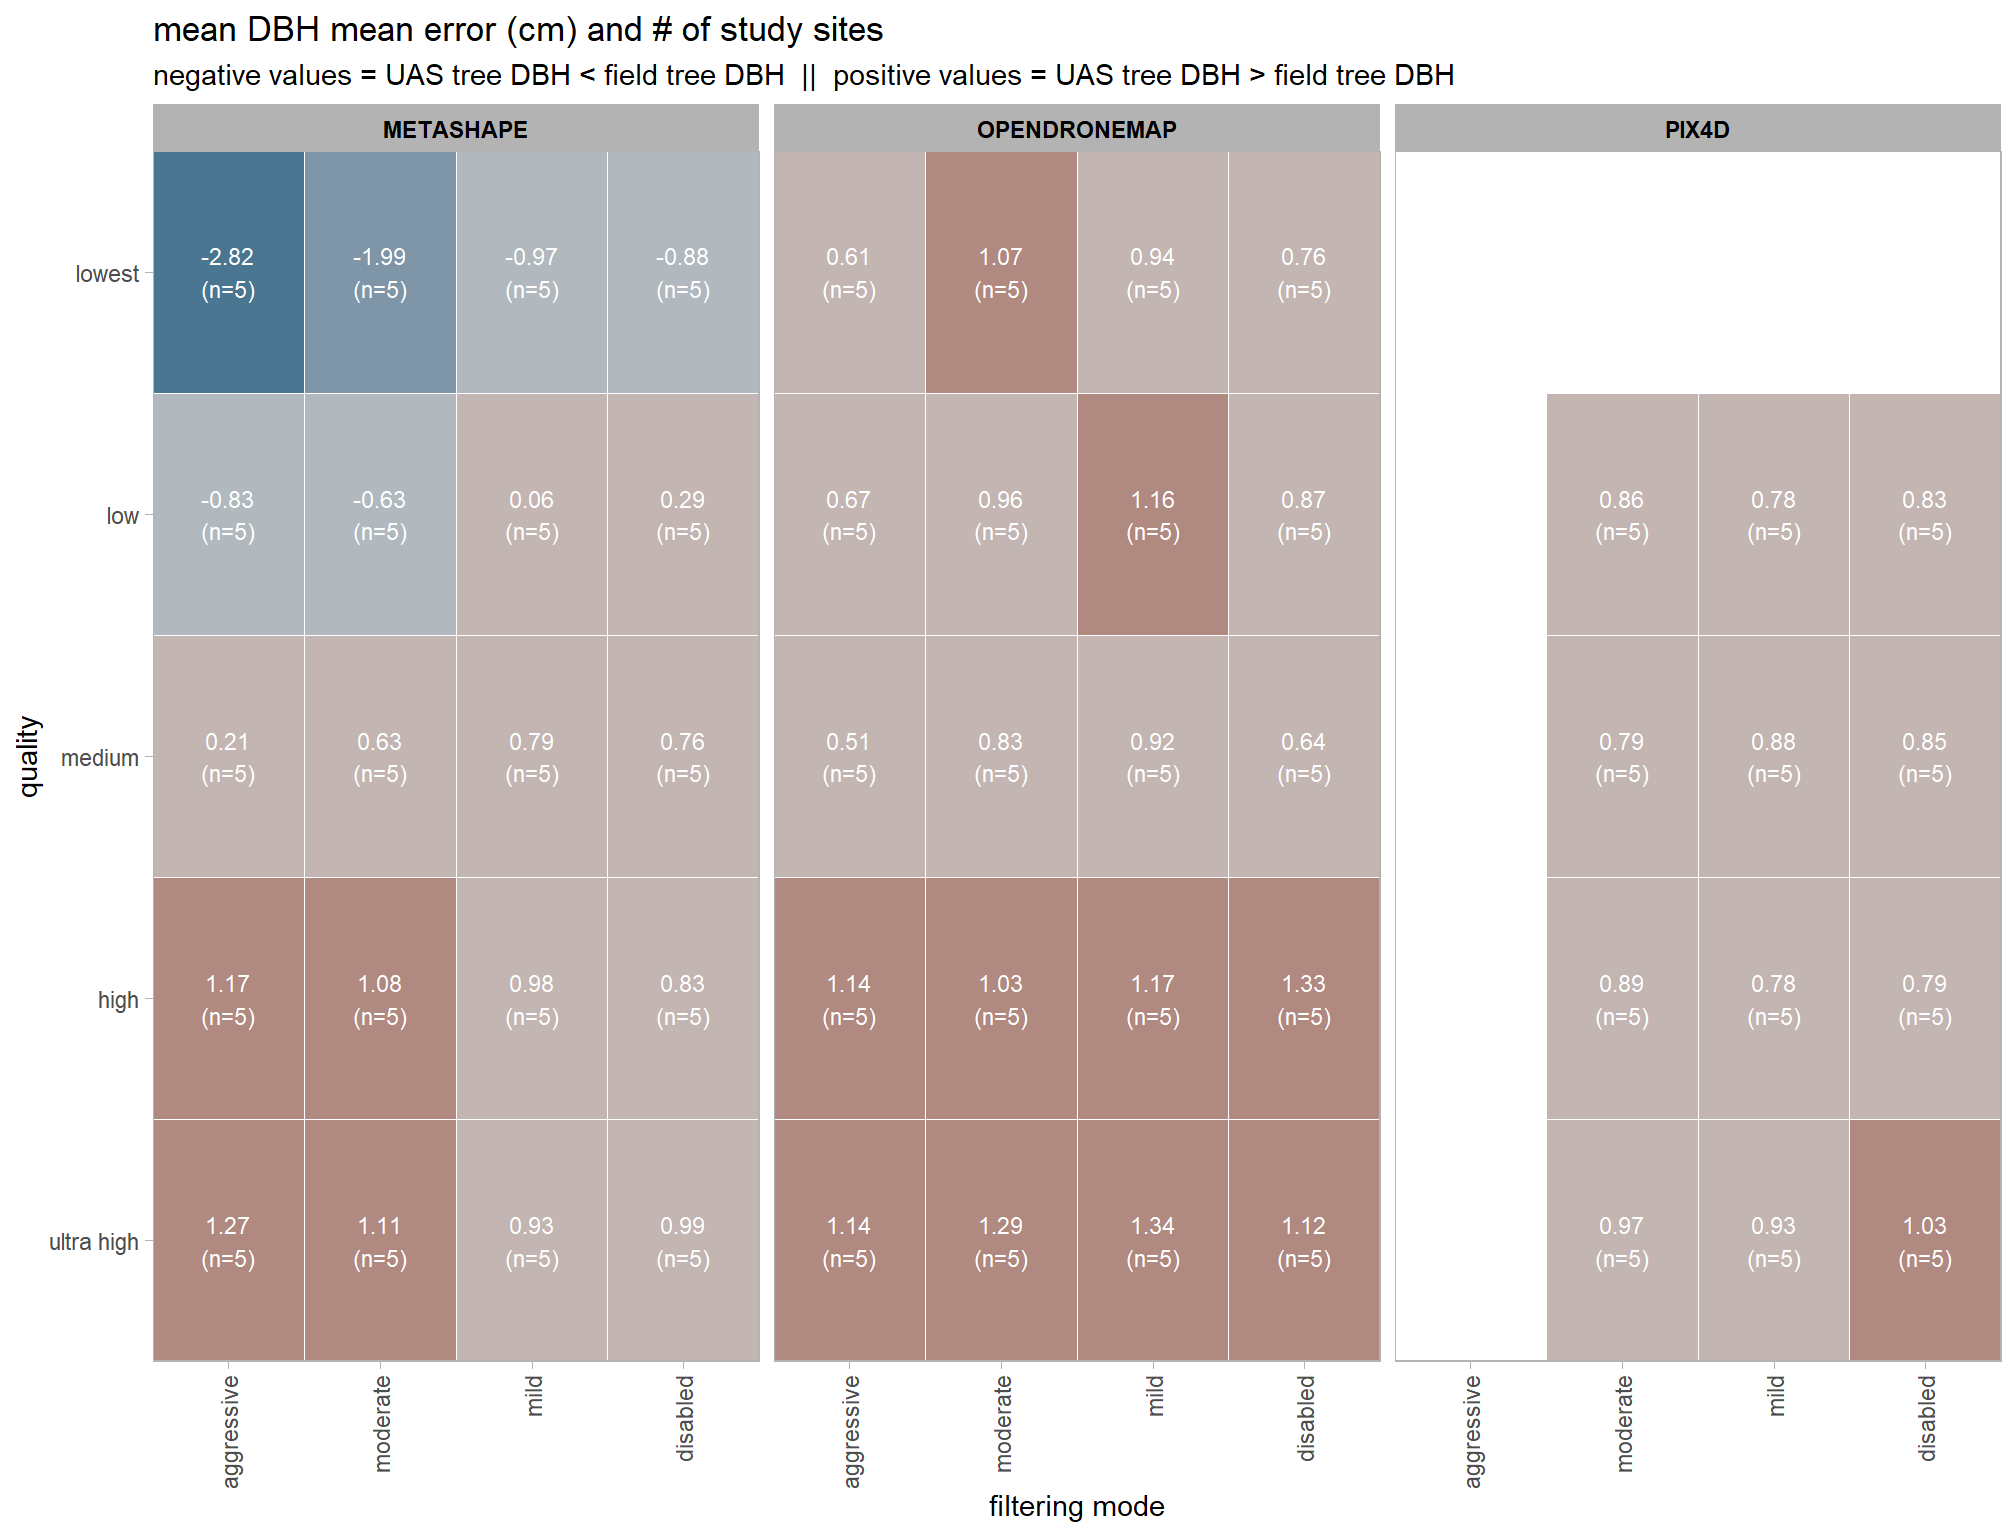 mean DBH mean error (cm) and # of study sites
negative values = UAS tree DBH < field tree DBH || positive values = UAS tree DBH > field tree DBH
METASHAPE OPENDRONEMAP PIX4D
-2.82 -1.99 -0.97 -0.88 0.61 1.07 0.94 0.76
lowest
(n=5) (n=5) (n=5) (n=5) (n=5) (n=5) (n=5) (n=5)
-0.83 -0.63 0.06 0.29 0.67 0.96 1.16 0.87 0.86 0.78 0.83
low
(n=5) (n=5) (n=5) (n=5) (n=5) (n=5) (n=5) (n=5) (n=5) (n=5) (n=5)
quality
0.21 0.63 0.79 0.76 0.51 0.83 0.92 0.64 0.79 0.88 0.85
medium
(n=5) (n=5) (n=5) (n=5) (n=5) (n=5) (n=5) (n=5) (n=5) (n=5) (n=5)
1.17 1.08 0.98 0.83 1.14 1.03 1.17 1.33 0.89 0.78 0.79
high
(n=5) (n=5) (n=5) (n=5) (n=5) (n=5) (n=5) (n=5) (n=5) (n=5) (n=5)
1.27 1.11 0.93 0.99 1.14 1.29 1.34 1.12 0.97 0.93 1.03
ultra high
(n=5) (n=5) (n=5) (n=5) (n=5) (n=5) (n=5) (n=5) (n=5) (n=5) (n=5)
aggressive moderate mild disabled aggressive moderate mild disabled aggressive moderate mild disabled
filtering mode